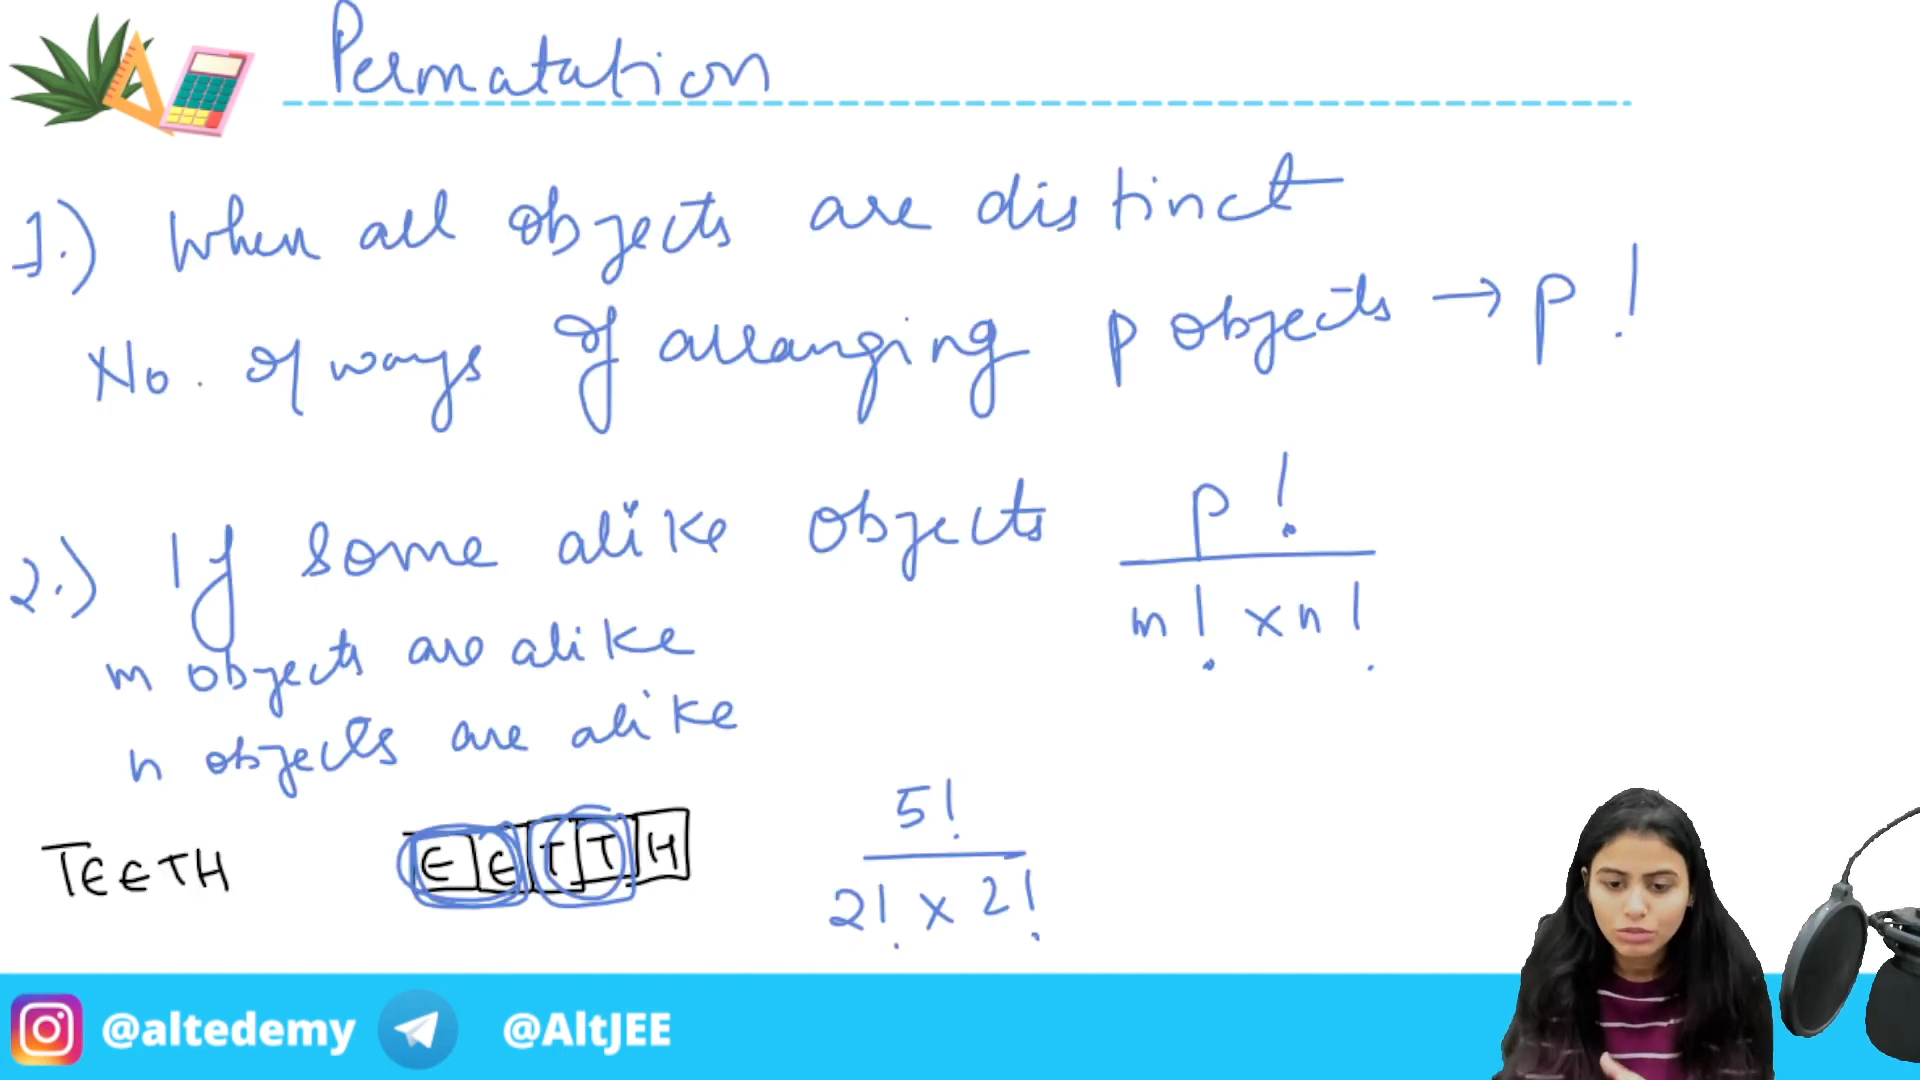 Permatation
1.) When all objects are distinct
No. of ways of arranging p objects → p!
2.) If some alike objects p!
m! x n!
m objects are alike
n objects are alike
TEETH E E T T H 5!
2! x 2!
@altedemy @AltJEE